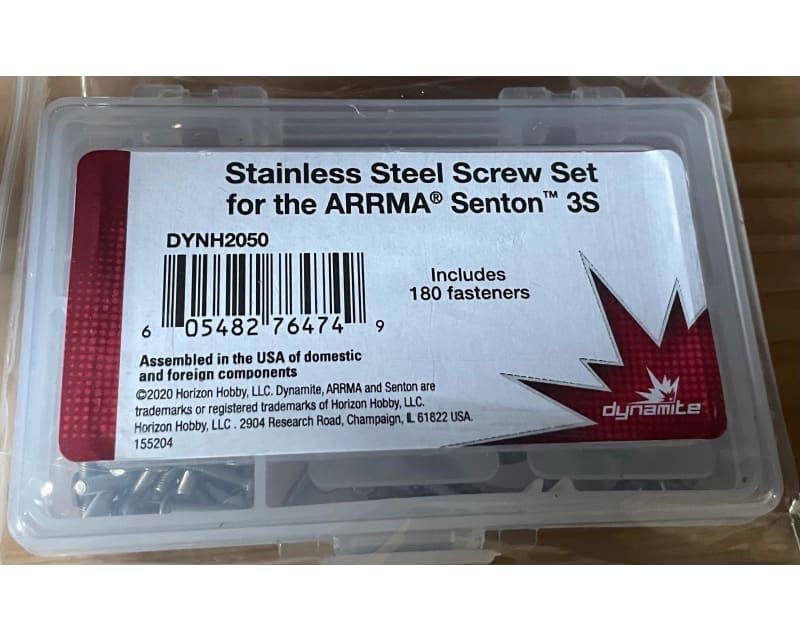 Stainless Steel Screw Set
for the ARRMA® Senton™ 3S
DYNH2050
6 05482 76474 9
Includes
180 fasteners
Assembled in the USA of domestic
and foreign components
©2020 Horizon Hobby, LLC. Dynamite, ARRMA and Senton are
trademarks or registered trademarks of Horizon Hobby, LLC.
Horizon Hobby, LLC . 2904 Research Road, Champaign, IL 61822 USA.
155204
dynamite